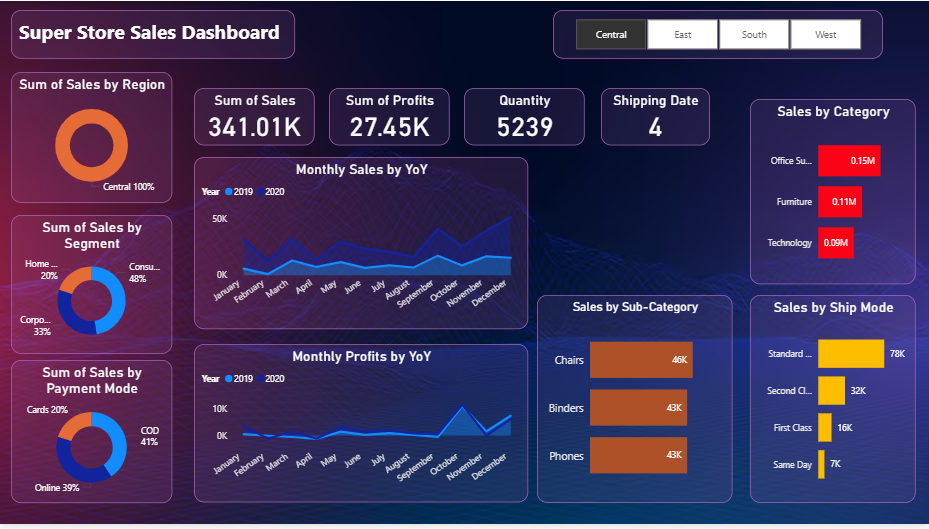 Super Store Sales Dashboard
Central
East
South
West
Sum of Sales by Region
Central 100%
Sum of Sales
341.01K
Sum of Profits
27.45K
Quantity
5239
Shipping Date
4
Sales by Category
Office Su...
0.15M
Furniture
0.11M
Technology
0.09M
Monthly Sales by YoY
Year 2019 2020
50K
0K
January
February
March
April
May
June
July
August
September
October
November
December
Sum of Sales by
Segment
Home ...
20%
Consu...
48%
Corpo...
33%
Sales by Sub-Category
Chairs
46K
Binders
43K
Phones
43K
Sales by Ship Mode
Standard ...
78K
Second Cl...
32K
First Class
16K
Same Day
7K
Monthly Profits by YoY
Year 2019 2020
10K
0K
January
February
March
April
May
June
July
August
September
October
November
December
Sum of Sales by
Payment Mode
Cards 20%
COD
41%
Online 39%